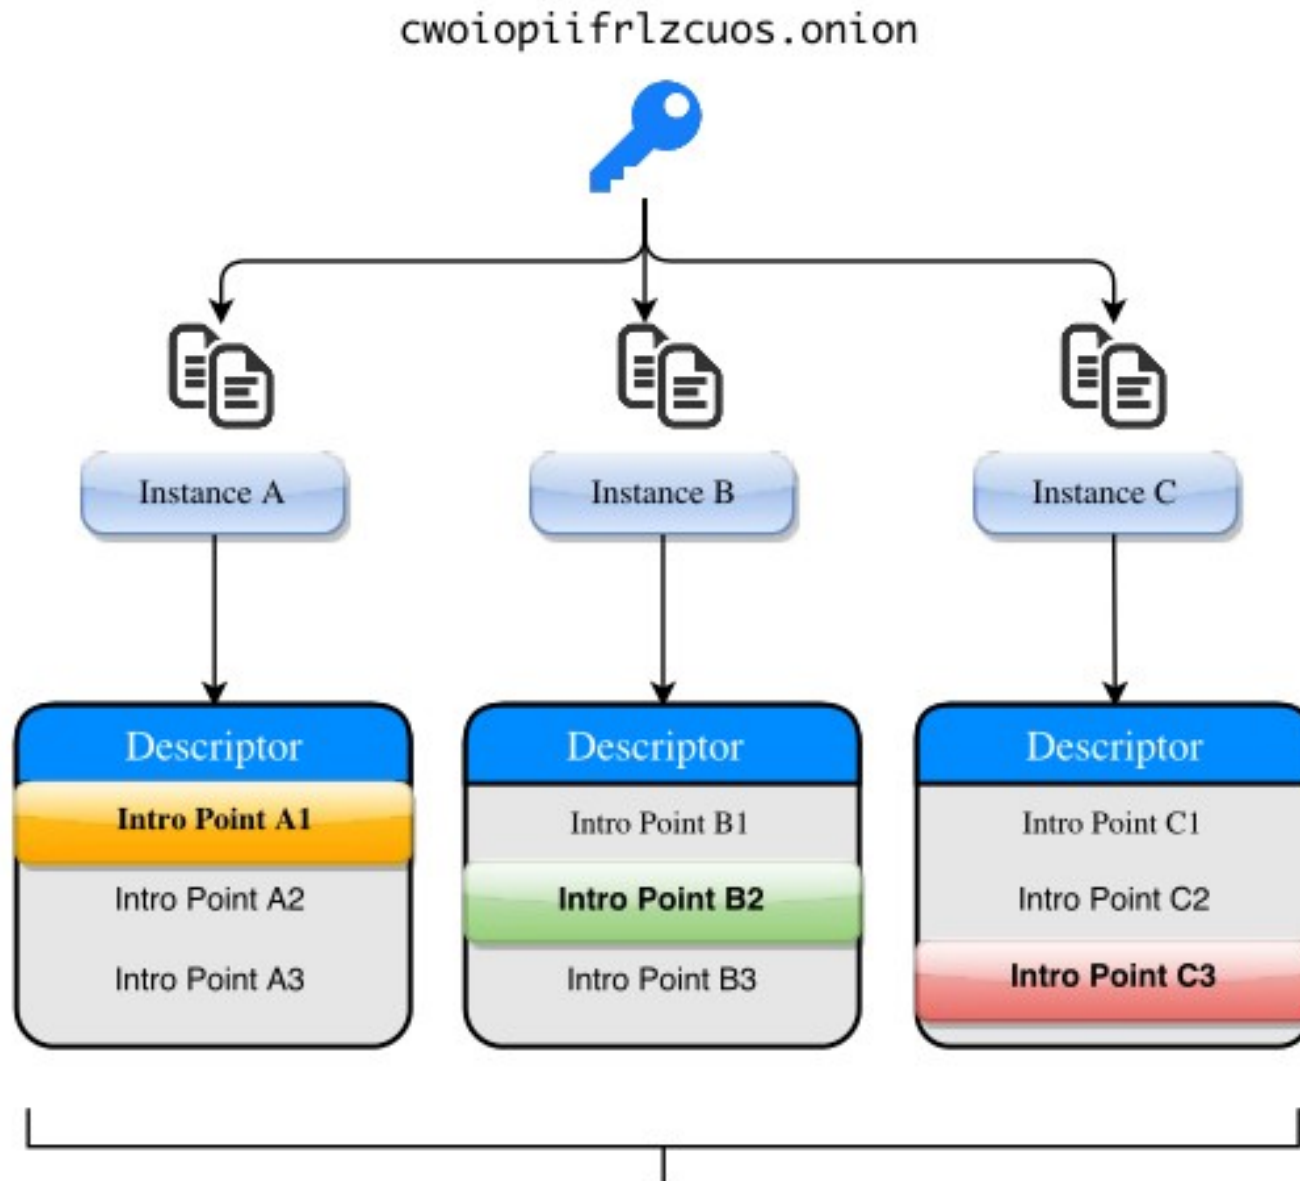 cwoiopiifrlzcuos.onion
Instance A
Instance B
Instance C
Descriptor
Intro Point A1
Intro Point A2
Intro Point A3
Descriptor
Intro Point B1
Intro Point B2
Intro Point B3
Descriptor
Intro Point C1
Intro Point C2
Intro Point C3